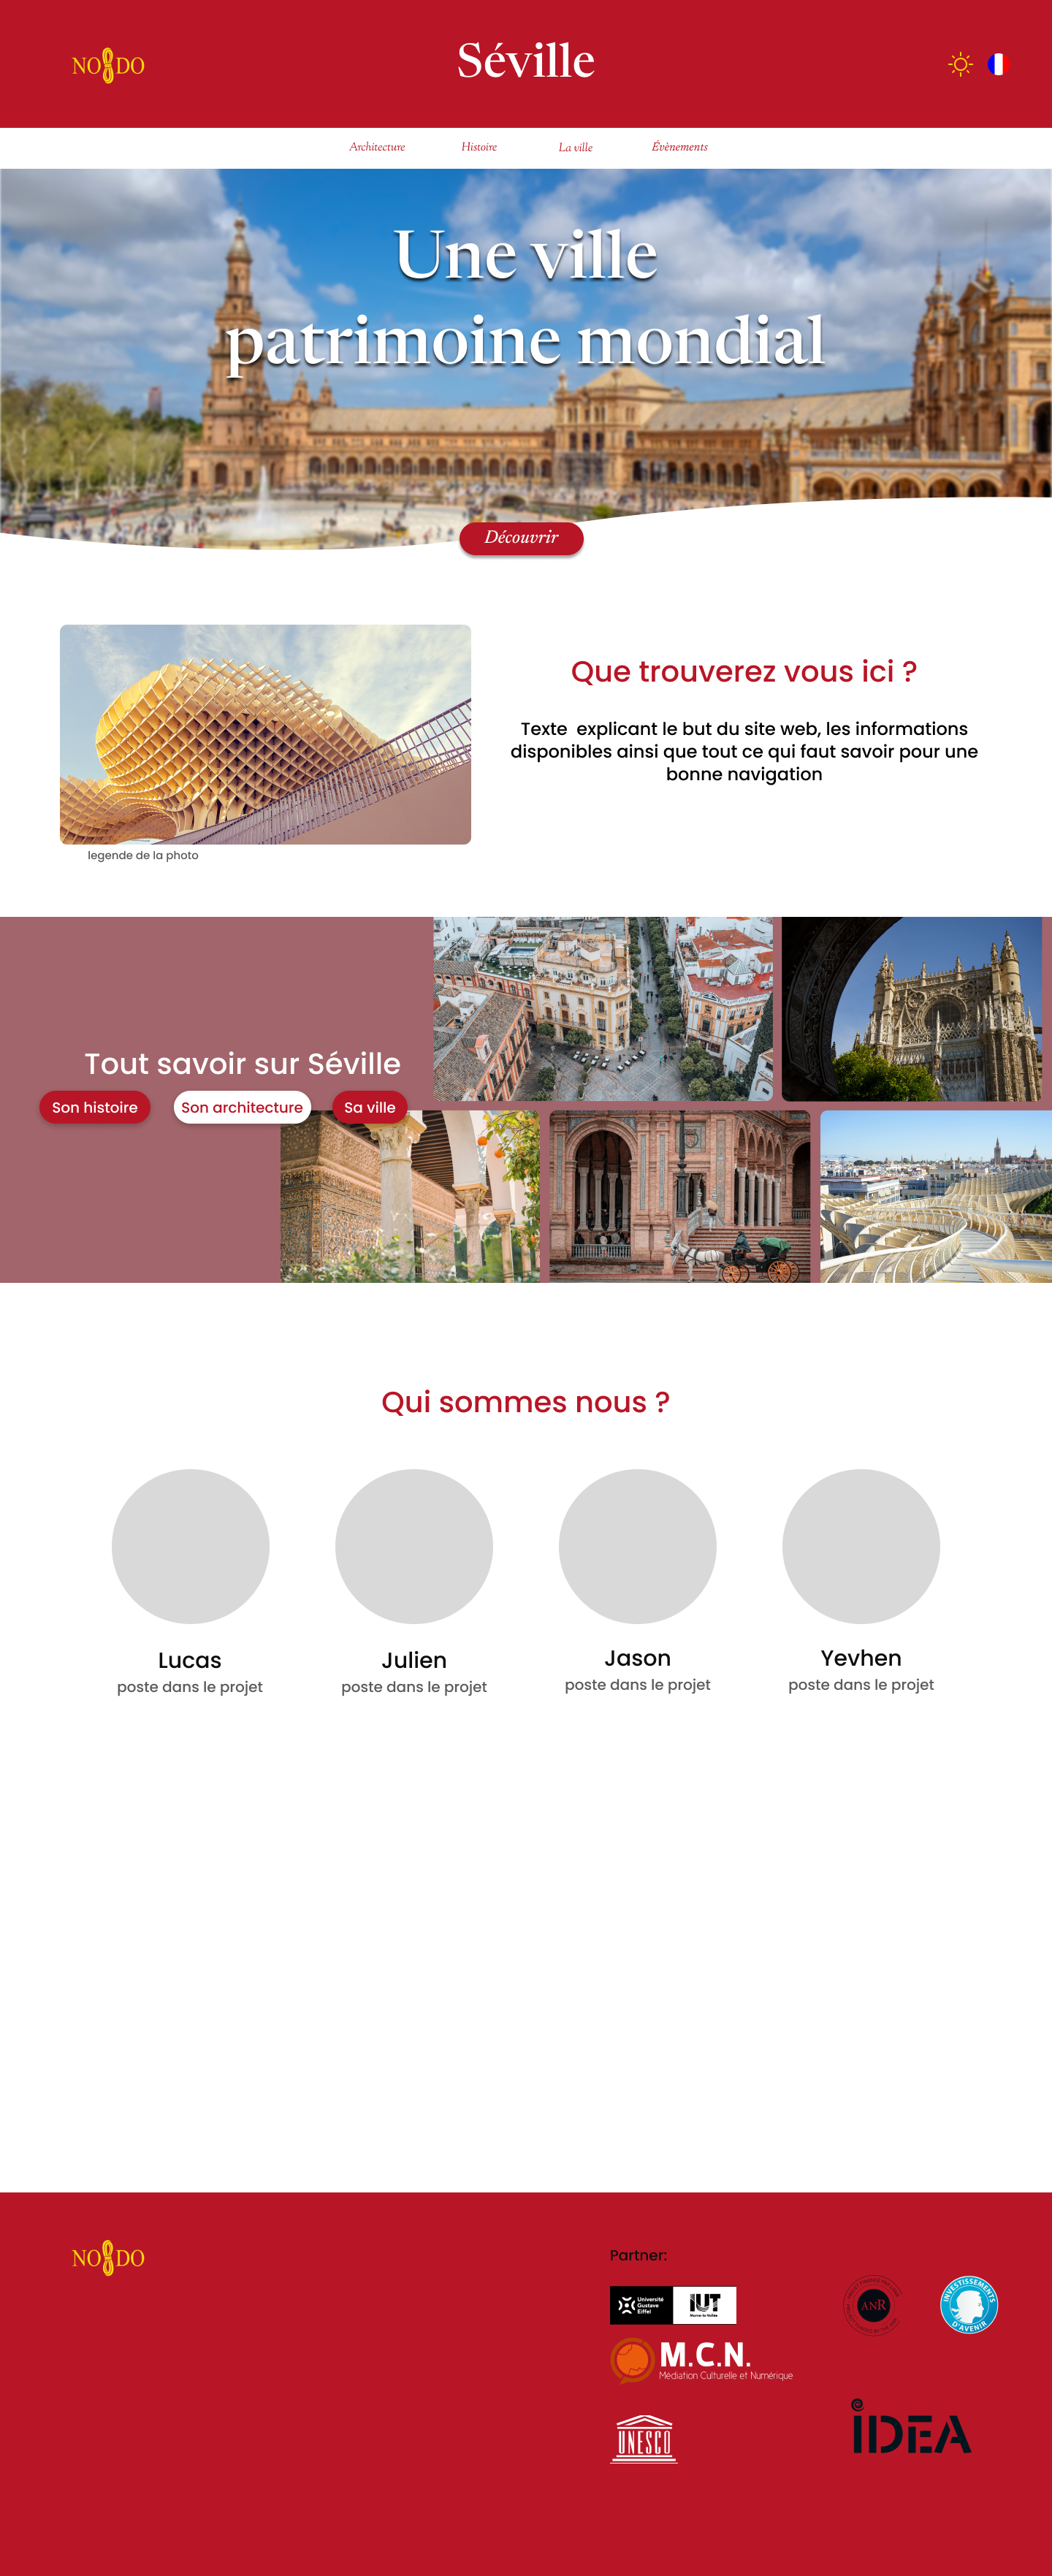 NO8DO
Séville
Architecture
Histoire
La ville
Évènements
Une ville
patrimoine mondial
Découvrir
Que trouverez vous ici ?
Texte explicant le but du site web, les informations
disponibles ainsi que tout ce qui faut savoir pour une
bonne navigation
legende de la photo
Tout savoir sur Séville
Son histoire
Son architecture
Sa ville
Qui sommes nous ?
Lucas
Julien
Jason
Yevhen
poste dans le projet
poste dans le projet
poste dans le projet
poste dans le projet
NO8DO
Partner:
Université
Gustave
Eiffel
IUT
Marne-la-Vallée
ANR
INVESTISSEMENTS
D'AVENIR
M.C.N.
Médiation Culturelle et Numérique
UNESCO
IDEA